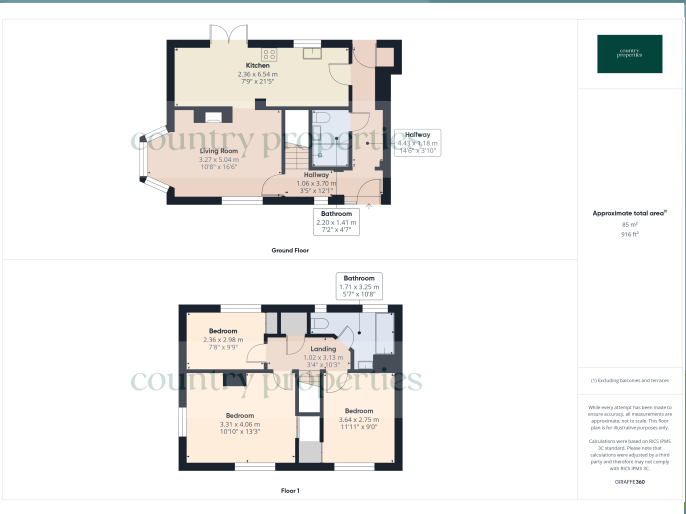 Kitchen
2.36 x 6.54 m
7'9" x 21'5"
country properties
Living Room
3.27 x 5.04 m
10'8" x 16'6"
Hallway
4.43 x 1.18 m
14'6" x 3'10"
Hallway
1.06 x 3.70 m
3'5" x 12'1"
Bathroom
2.20 x 1.41 m
7'2" x 4'7"
Ground Floor
Bathroom
1.71 x 3.25 m
5'7" x 10'8"
Bedroom
2.36 x 2.98 m
7'8" x 9'9"
Landing
1.02 x 3.13 m
3'4" x 10'3"
country properties
Bedroom
3.31 x 4.06 m
10'10" x 13'3"
Bedroom
3.64 x 2.75 m
11'11" x 9'0"
Floor 1
country
properties
Approximate total area⁽¹⁾
85 m²
916 ft²
(1) Excluding balconies and terraces
While every attempt has been made to
ensure accuracy, all measurements are
approximate, not to scale. This floor
plan is for illustrative purposes only.
Calculations were based on RICS IPMS
3C standard. Please note that
calculations were adjusted by a third
party and therefore may not comply
with RICS IPMS 3C.
GIRAFFE360